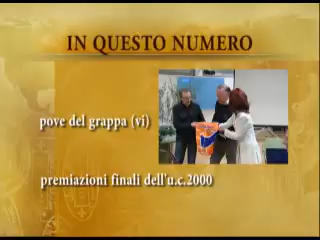 IN QUESTO NUMERO
pove del grappa (vi)
premiazioni finali dell'u.c.2000